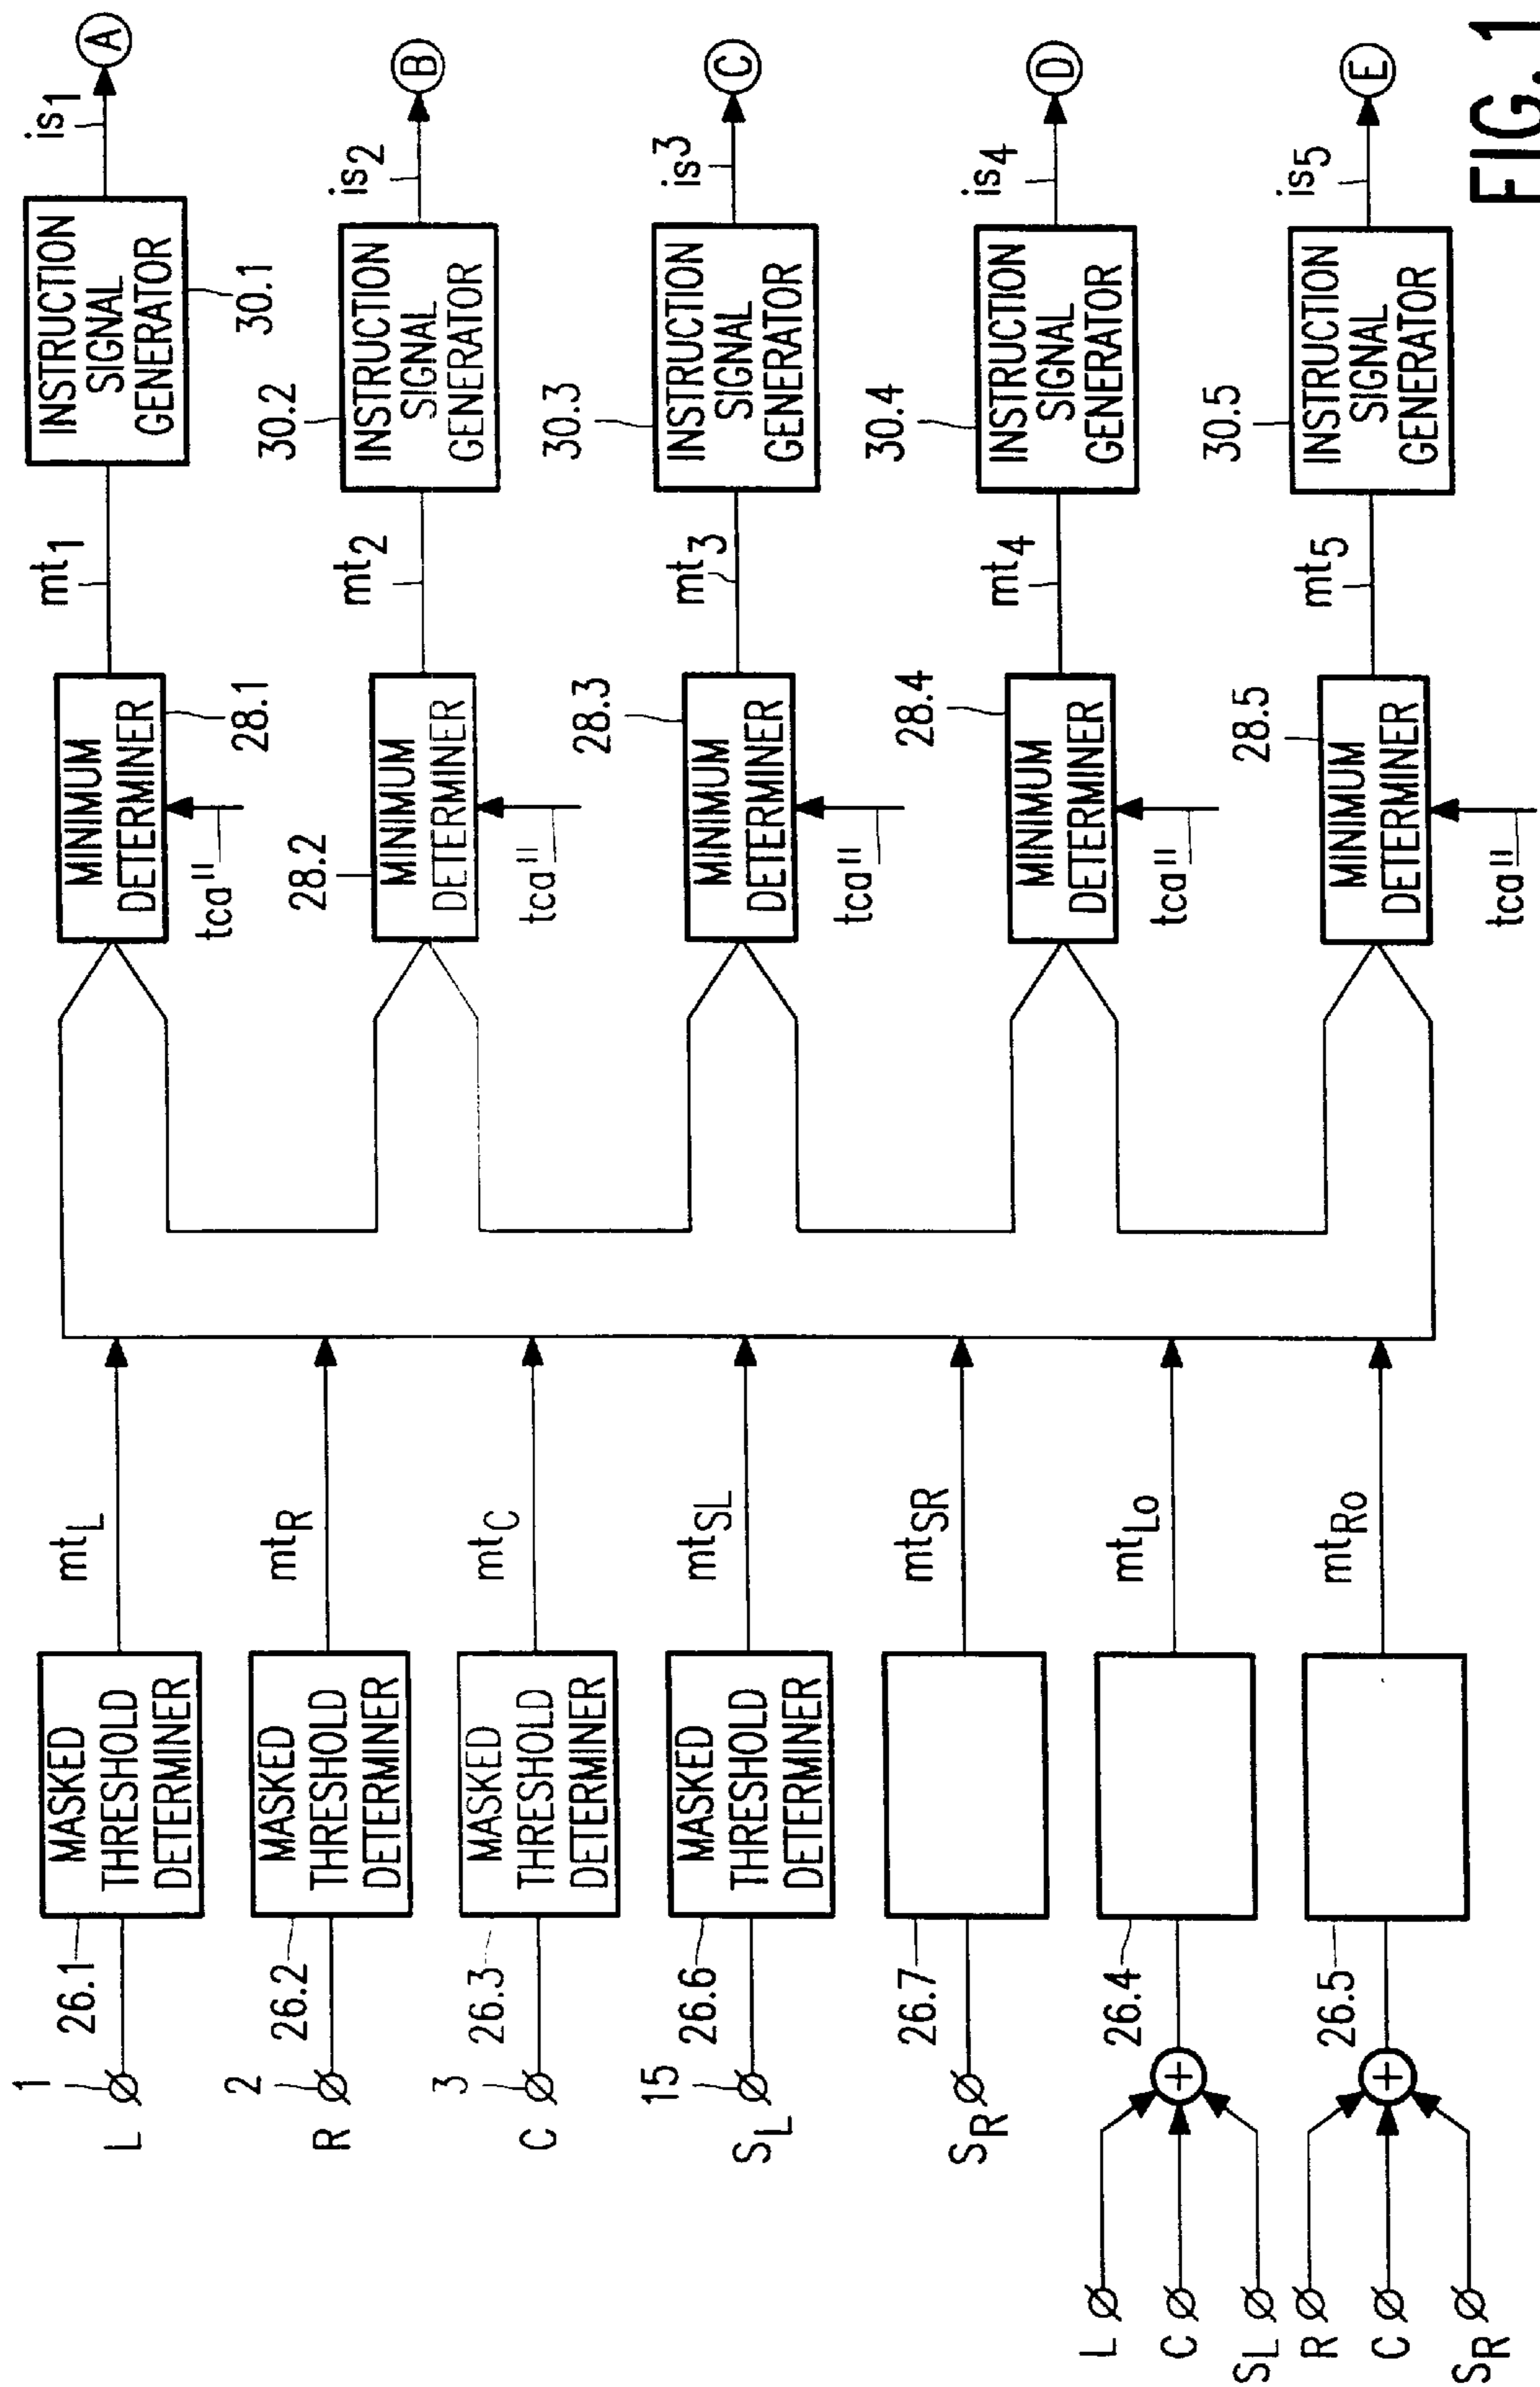 1
L
26.1
MASKED
THRESHOLD
DETERMINER
mtL
2
R
26.2
MASKED
THRESHOLD
DETERMINER
mtR
3
C
26.3
MASKED
THRESHOLD
DETERMINER
mtC
15
SL
26.6
MASKED
THRESHOLD
DETERMINER
mtSL
SR
26.7
mtSR
L
C
SL
+
26.4
mtLo
R
C
SR
+
26.5
mtRo
MINIMUM
DETERMINER
28.1
tca"
mt1
INSTRUCTION
SIGNAL
GENERATOR
30.1
is1
A
28.2
MINIMUM
DETERMINER
tca"
mt2
30.2
INSTRUCTION
SIGNAL
GENERATOR
is2
B
28.3
MINIMUM
DETERMINER
tca"
mt3
30.3
INSTRUCTION
SIGNAL
GENERATOR
is3
C
28.4
MINIMUM
DETERMINER
tca"
mt4
30.4
INSTRUCTION
SIGNAL
GENERATOR
is4
D
28.5
MINIMUM
DETERMINER
tca"
mt5
30.5
INSTRUCTION
SIGNAL
GENERATOR
is5
E
FIG. 1